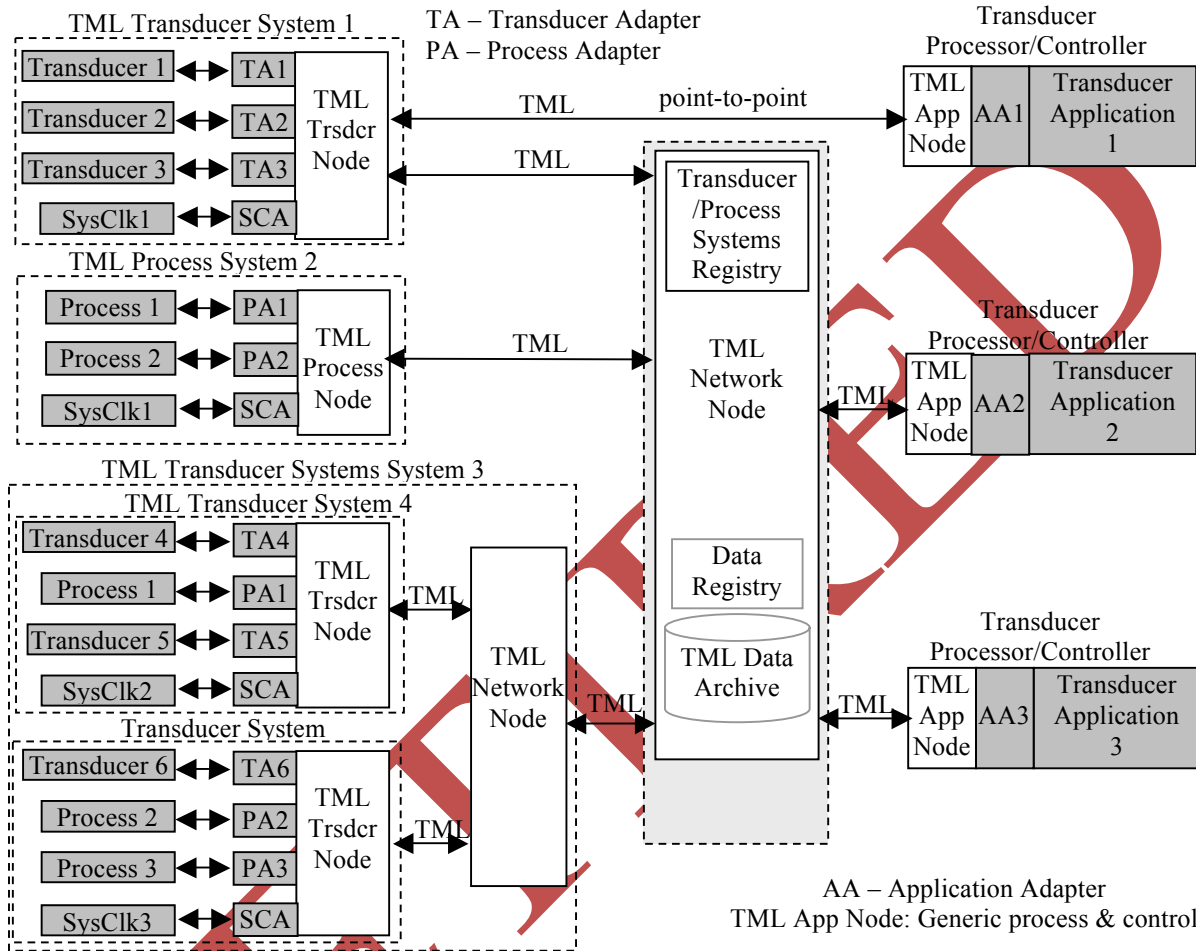 TML Transducer System 1
Transducer 1
TA1
Transducer 2
TA2
Transducer 3
TA3
SysClk1
SCA
TML
Trsdcr
Node
TA – Transducer Adapter
PA – Process Adapter
TML
point-to-point
TML
Transducer
Processor/Controller
TML
App
Node
AA1
Transducer
Application
1
TML Process System 2
Process 1
PA1
Process 2
PA2
SysClk1
SCA
TML
Process
Node
TML
Transducer
/Process
Systems
Registry
TML
Network
Node
Data
Registry
TML Data
Archive
Transducer
Processor/Controller
TML
TML
App
Node
AA2
Transducer
Application
2
TML Transducer Systems System 3
TML Transducer System 4
Transducer 4
TA4
Process 1
PA1
Transducer 5
TA5
SysClk2
SCA
TML
Trsdcr
Node
TML
Transducer System
Transducer 6
TA6
Process 2
PA2
Process 3
PA3
SysClk3
SCA
TML
Trsdcr
Node
TML
TML
Network
Node
TML
Transducer
Processor/Controller
TML
TML
App
Node
AA3
Transducer
Application
3
AA – Application Adapter
TML App Node: Generic process & control